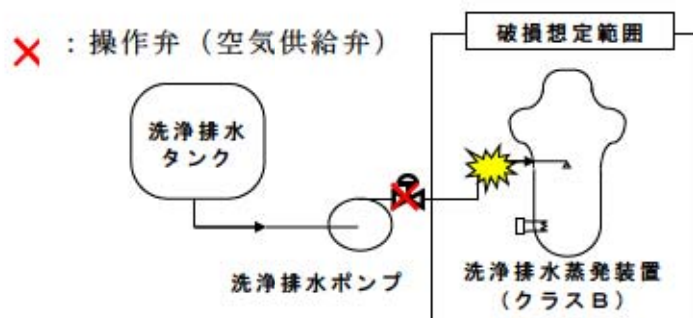 ：操作弁（空気供給弁）
破損想定範囲
洗浄排水
タンク
洗浄排水ポンプ
洗浄排水蒸発装置
（クラスＢ）